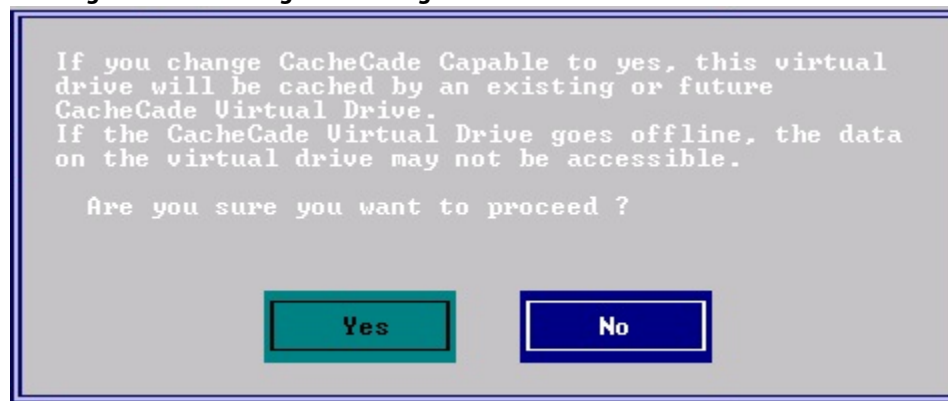 If you change CacheCade Capable to yes, this virtual
drive will be cached by an existing or future
CacheCade Virtual Drive.
If the CacheCade Virtual Drive goes offline, the data
on the virtual drive may not be accessible.
Are you sure you want to proceed ?
Yes
No